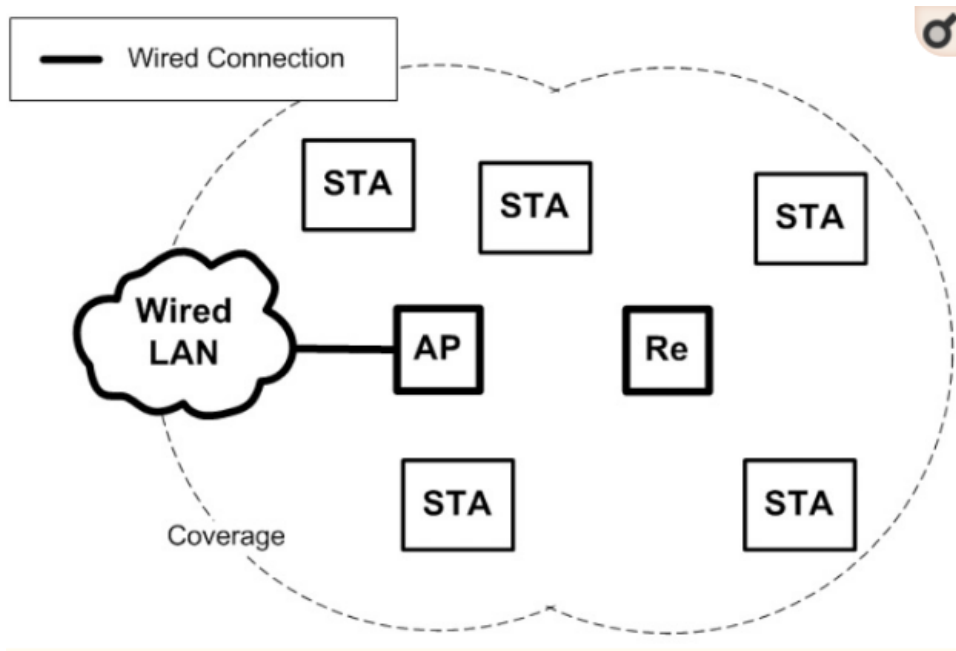 Wired Connection
STA
STA
STA
Wired
LAN
AP
Re
STA
STA
Coverage